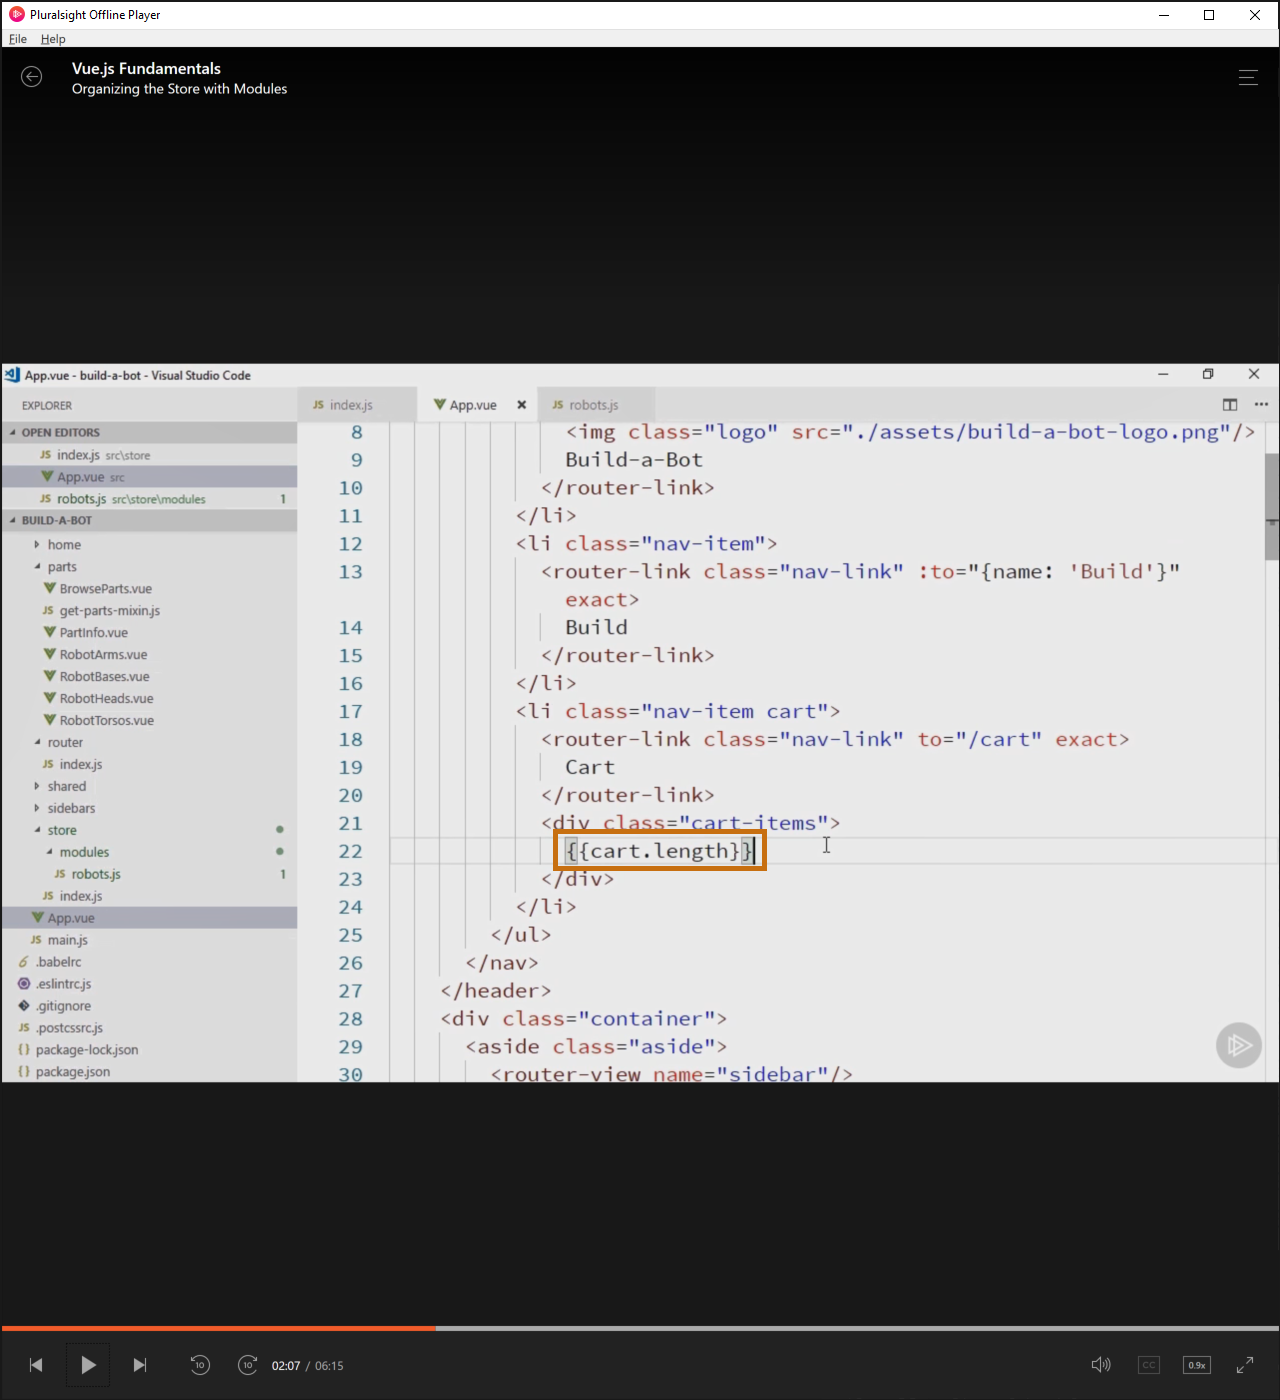 Pluralsight Offline Player
File Help
Vue.js Fundamentals
Organizing the Store with Modules
App.vue - build-a-bot - Visual Studio Code
EXPLORER
OPEN EDITORS
JS index.js src\store
App.vue src
JS robots.js src\store\modules 1
BUILD-A-BOT
home
parts
BrowseParts.vue
JS get-parts-mixin.js
PartInfo.vue
RobotArms.vue
RobotBases.vue
RobotHeads.vue
RobotTorsos.vue
router
JS index.js
shared
sidebars
store
modules
JS robots.js 1
JS index.js
App.vue
JS main.js
.babelrc
.eslintrc.js
.gitignore
JS .postcssrc.js
{} package-lock.json
{} package.json
JS index.js App.vue JS robots.js
8 <img class="logo" src="./assets/build-a-bot-logo.png"/>
9 Build-a-Bot
10 </router-link>
11 </li>
12 <li class="nav-item">
13 <router-link class="nav-link" :to="{name: 'Build'}"
exact>
14 Build
15 </router-link>
16 </li>
17 <li class="nav-item cart">
18 <router-link class="nav-link" to="/cart" exact>
19 Cart
20 </router-link>
21 <div class="cart-items">
22 {{cart.length}}
23 </div>
24 </li>
25 </ul>
26 </nav>
27 </header>
28 <div class="container">
29 <aside class="aside">
30 <router-view name="sidebar"/>
10 10 02:07 / 06:15 CC 0.9x